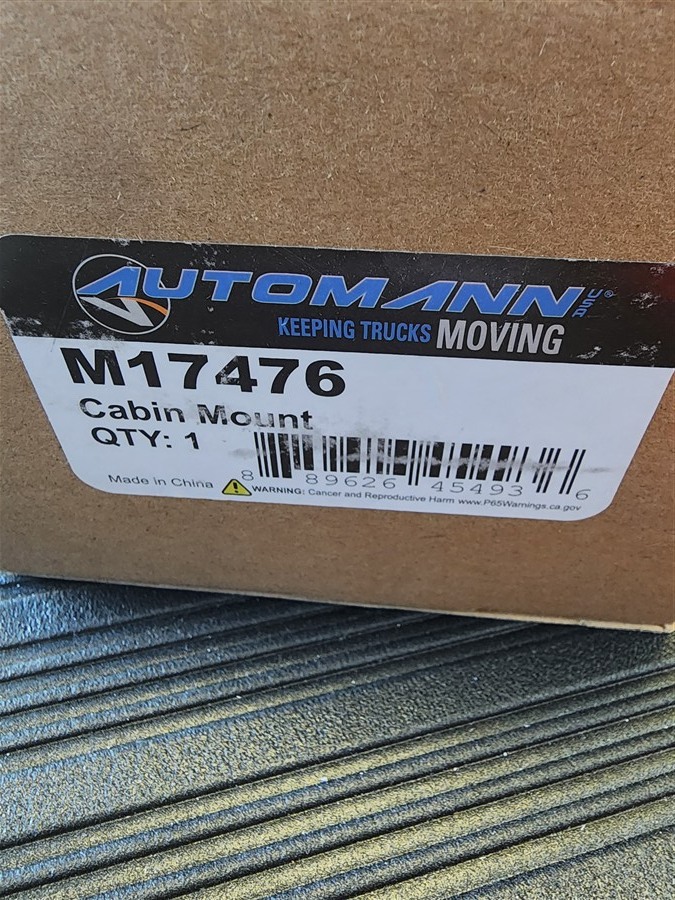 AUTOMANN USA®
KEEPING TRUCKS MOVING
M17476
Cabin Mount
QTY: 1
8 89626 45493 6
Made in China
WARNING: Cancer and Reproductive Harm www.P65Warnings.ca.gov